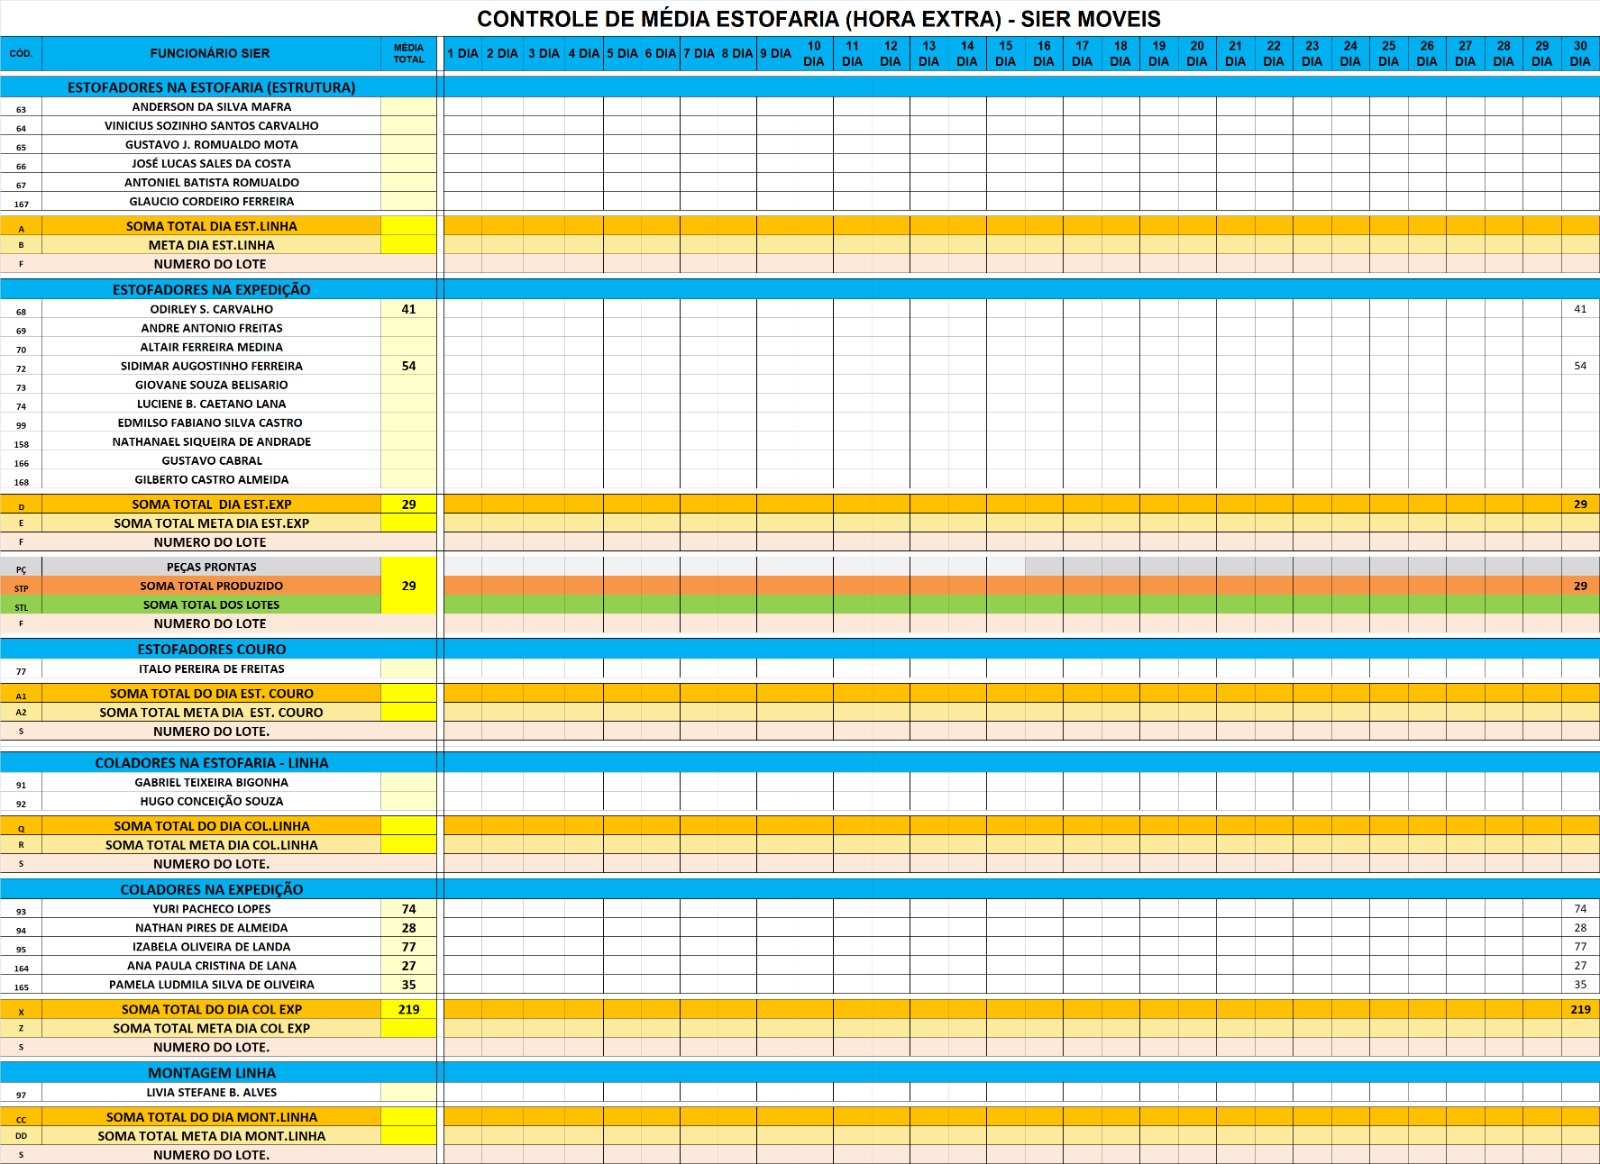 CONTROLE DE MÉDIA ESTOFARIA (HORA EXTRA) - SIER MOVEIS
CÓD. FUNCIONÁRIO SIER MÉDIA TOTAL 1 DIA 2 DIA 3 DIA 4 DIA 5 DIA 6 DIA 7 DIA 8 DIA 9 DIA 10 DIA 11 DIA 12 DIA 13 DIA 14 DIA 15 DIA 16 DIA 17 DIA 18 DIA 19 DIA 20 DIA 21 DIA 22 DIA 23 DIA 24 DIA 25 DIA 26 DIA 27 DIA 28 DIA 29 DIA 30 DIA
ESTOFADORES NA ESTOFARIA (ESTRUTURA)
63 ANDERSON DA SILVA MAFRA
64 VINICIUS SOZINHO SANTOS CARVALHO
65 GUSTAVO J. ROMUALDO MOTA
66 JOSÉ LUCAS SALES DA COSTA
67 ANTONIEL BATISTA ROMUALDO
167 GLAUCIO CORDEIRO FERREIRA
A SOMA TOTAL DIA EST.LINHA
B META DIA EST.LINHA
F NUMERO DO LOTE
ESTOFADORES NA EXPEDIÇÃO
68 ODIRLEY S. CARVALHO 41 41
69 ANDRE ANTONIO FREITAS
70 ALTAIR FERREIRA MEDINA
72 SIDIMAR AUGOSTINHO FERREIRA 54 54
73 GIOVANE SOUZA BELISARIO
74 LUCIENE B. CAETANO LANA
99 EDMILSO FABIANO SILVA CASTRO
158 NATHANAEL SIQUEIRA DE ANDRADE
166 GUSTAVO CABRAL
168 GILBERTO CASTRO ALMEIDA
D SOMA TOTAL DIA EST.EXP 29 29
E SOMA TOTAL META DIA EST.EXP
F NUMERO DO LOTE
PÇ PEÇAS PRONTAS
STP SOMA TOTAL PRODUZIDO 29 29
STL SOMA TOTAL DOS LOTES
F NUMERO DO LOTE
ESTOFADORES COURO
77 ITALO PEREIRA DE FREITAS
A1 SOMA TOTAL DO DIA EST. COURO
A2 SOMA TOTAL META DIA EST. COURO
S NUMERO DO LOTE.
COLADORES NA ESTOFARIA - LINHA
91 GABRIEL TEIXEIRA BIGONHA
92 HUGO CONCEIÇÃO SOUZA
Q SOMA TOTAL DO DIA COL.LINHA
R SOMA TOTAL META DIA COL.LINHA
S NUMERO DO LOTE.
COLADORES NA EXPEDIÇÃO
93 YURI PACHECO LOPES 74 74
94 NATHAN PIRES DE ALMEIDA 28 28
95 IZABELA OLIVEIRA DE LANDA 77 77
164 ANA PAULA CRISTINA DE LANA 27 27
165 PAMELA LUDMILA SILVA DE OLIVEIRA 35 35
X SOMA TOTAL DO DIA COL EXP 219 219
Z SOMA TOTAL META DIA COL EXP
S NUMERO DO LOTE.
MONTAGEM LINHA
97 LIVIA STEFANE B. ALVES
CC SOMA TOTAL DO DIA MONT.LINHA
DD SOMA TOTAL META DIA MONT.LINHA
S NUMERO DO LOTE.